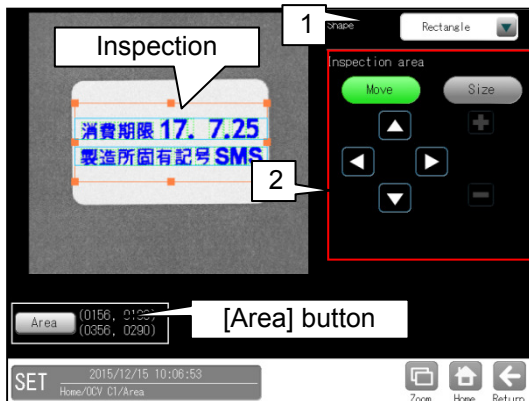 1
Shape
Rectangle
Inspection
Inspection area
Move
Size
消費期限 17. 7.25
製造所固有記号 SMS
2
Area
(0156,
(0356, 0290)
[Area] button
SET
2015/12/15 10:06:53
Home/OCV C1/Area
Zoom
Home
Return